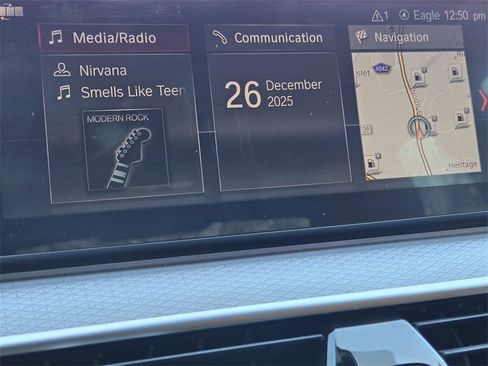 1 Eagle 12:50 pm
Media/Radio
Communication
Navigation
Nirvana
Smells Like Teen
MODERN ROCK
26 December
2025
4042
Heritage